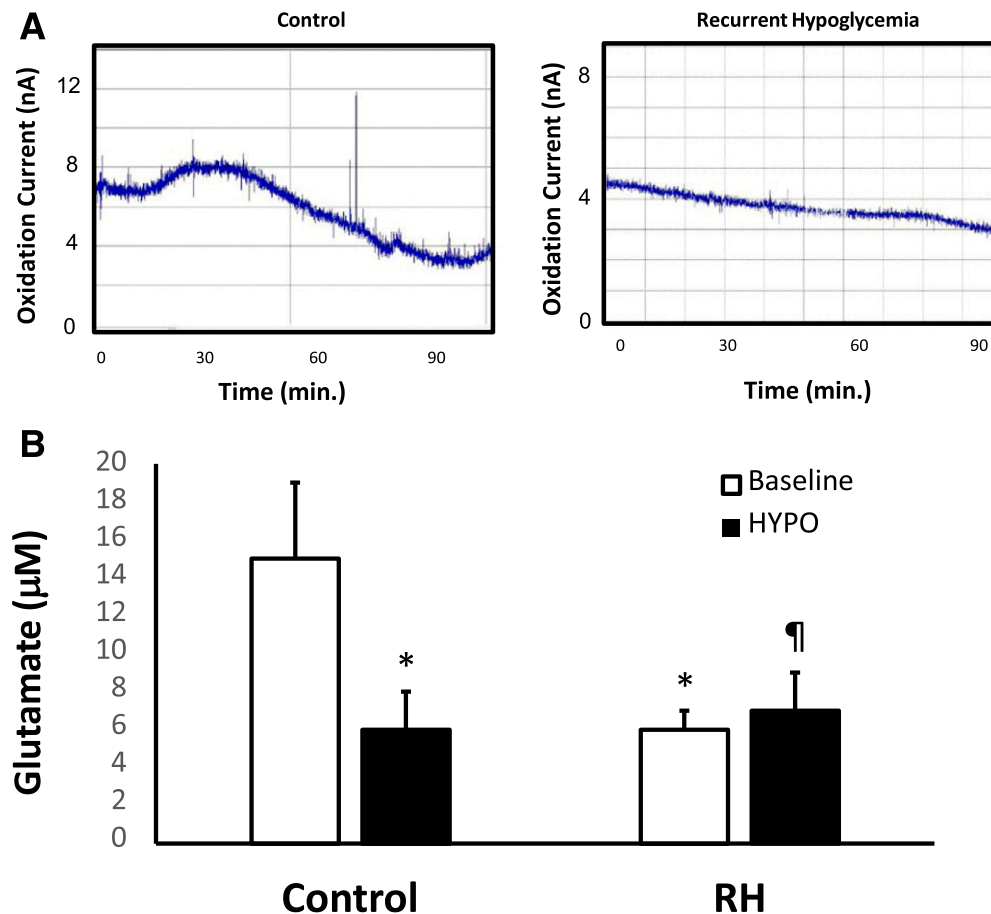 A
Control
Recurrent Hypoglycemia
Oxidation Current (nA)
12
8
4
0
0 30 60 90
Time (min.)
Oxidation Current (nA)
8
4
0
0 30 60 90
Time (min.)
B
Glutamate (µM)
20
18
16
14
12
10
8
6
4
2
0
Baseline
HYPO
*
*
¶
Control RH